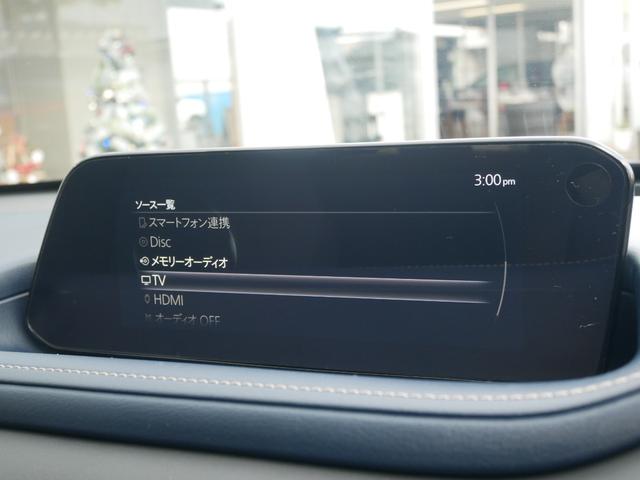 3:00pm
ソース一覧
スマートフォン連携
Disc
メモリーオーディオ
TV
HDMI
オーディオ OFF